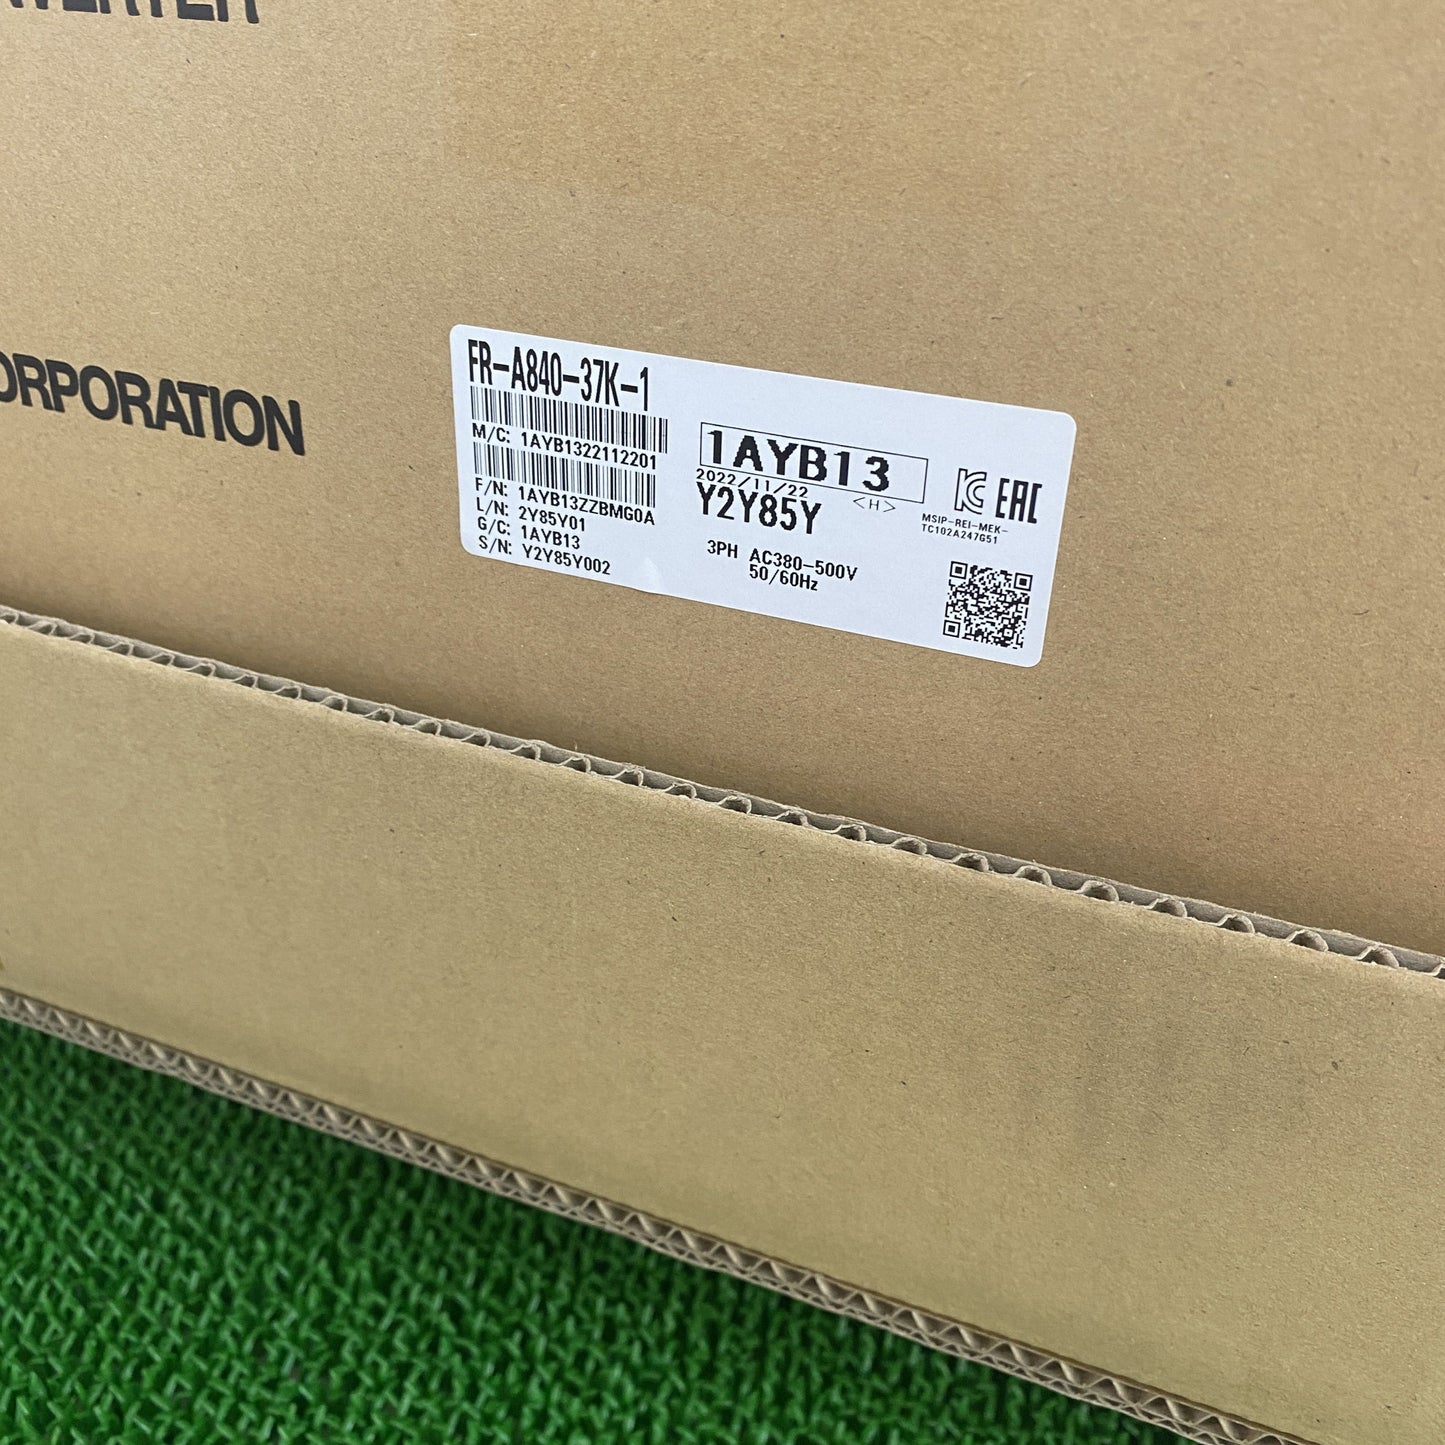 ORPORATION
FR-A840-37K-1
M/C: 1AYB1322112201
F/N: 1AYB13ZZBMG0A
L/N: 2Y85Y01
G/C: 1AYB13
S/N: Y2Y85Y002
1AYB13
2022/11/22
Y2Y85Y <H>
3PH AC380-500V
50/60Hz
EAC
MSIP-REI-MEK-
TC102A247G51